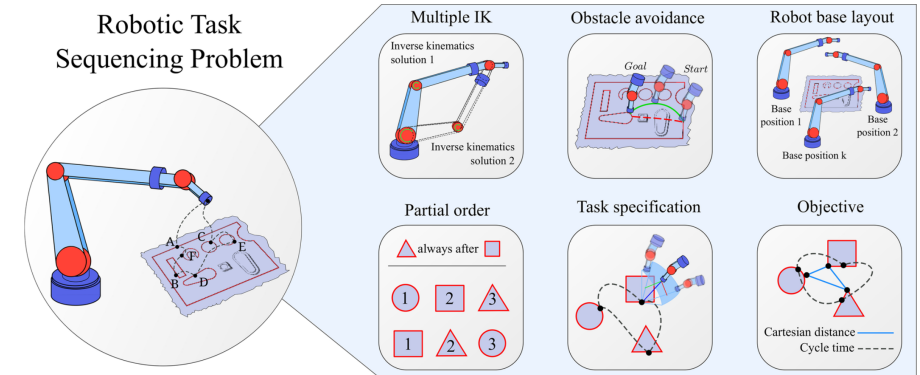 Robotic Task
Sequencing Problem
A
C
E
F
B
D
Multiple IK
Inverse kinematics
solution 1
Inverse kinematics
solution 2
Obstacle avoidance
Goal
Start
Robot base layout
Base
position 1
Base
position 2
Base position k
Partial order
always after
1
2
3
1
2
3
Task specification
Objective
Cartesian distance
Cycle time